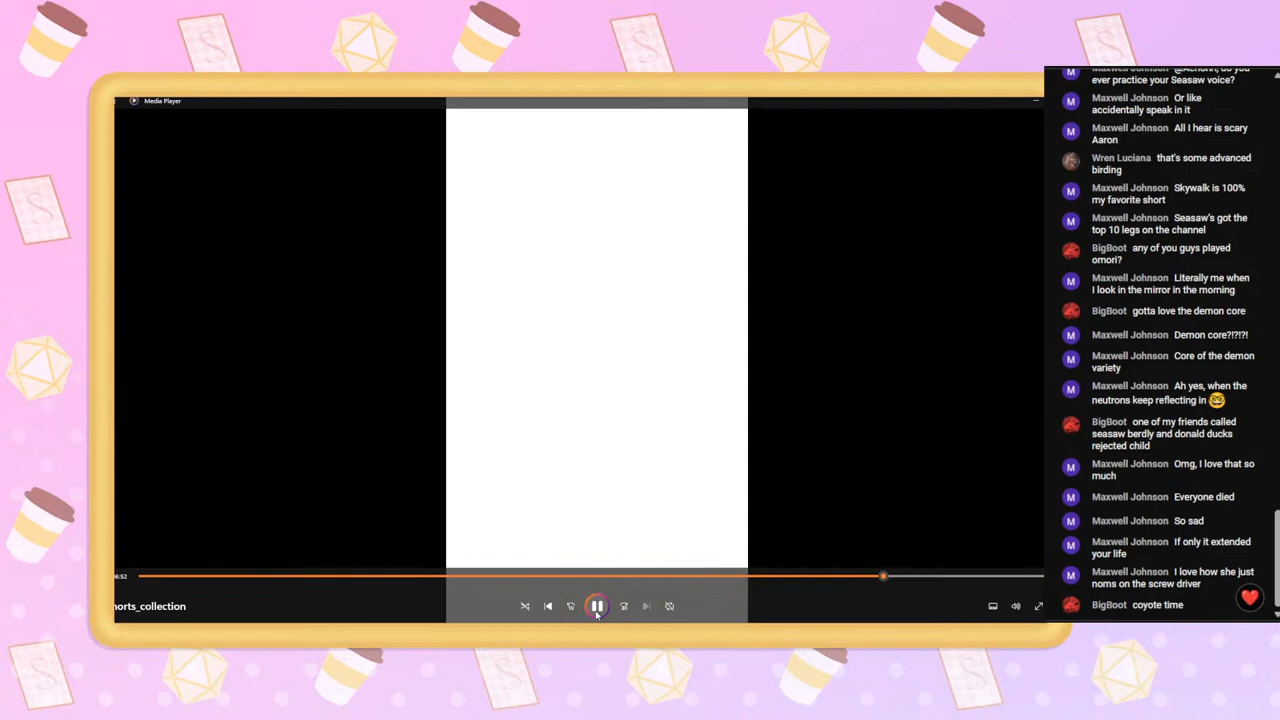 Media Player
6:52
horts_collection
ever practice your Seasaw voice?
Maxwell Johnson Or like
accidentally speak in it
Maxwell Johnson All I hear is scary
Aaron
Wren Luciana that's some advanced
birding
Maxwell Johnson Skywalk is 100%
my favorite short
Maxwell Johnson Seasaw's got the
top 10 legs on the channel
BigBoot any of you guys played
omori?
Maxwell Johnson Literally me when
I look in the mirror in the morning
BigBoot gotta love the demon core
Maxwell Johnson Demon core?!?!?!
Maxwell Johnson Core of the demon
variety
Maxwell Johnson Ah yes, when the
neutrons keep reflecting in 🤓
BigBoot one of my friends called
seasaw berdly and donald ducks
rejected child
Maxwell Johnson Omg, I love that so
much
Maxwell Johnson Everyone died
Maxwell Johnson So sad
Maxwell Johnson If only it extended
your life
Maxwell Johnson I love how she just
noms on the screw driver
BigBoot coyote time